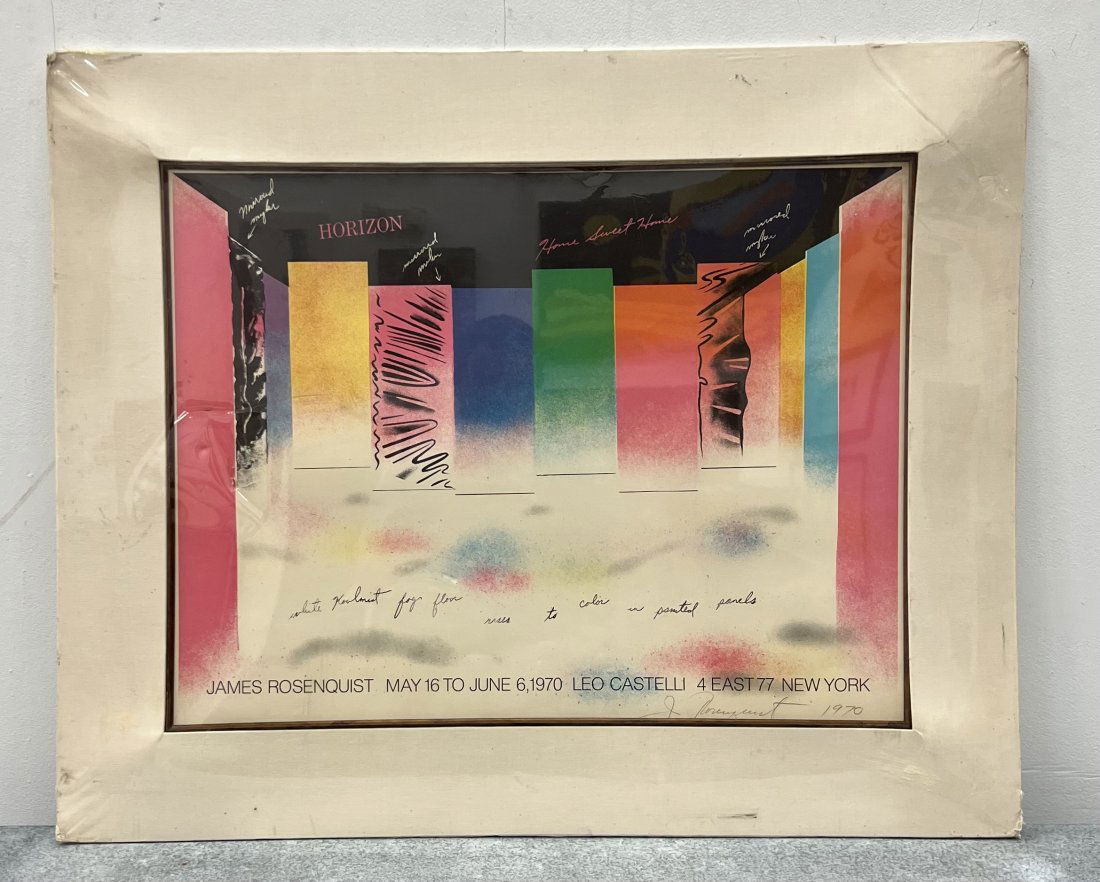 mirrored
mylar
HORIZON
Home Sweet Home
mirrored
mylar
mirrored
mylar
white Koolmist fog floor rises to color in painted panels
JAMES ROSENQUIST MAY 16 TO JUNE 6, 1970 LEO CASTELLI 4 EAST 77 NEW YORK
J Rosenquist 1970